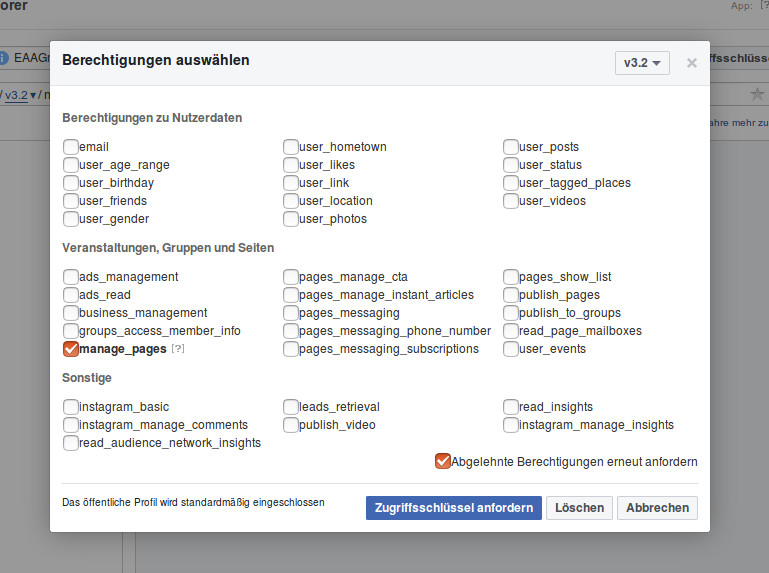 orer
App: [?
EAAG
v3.2
Berechtigungen auswählen
v3.2
ffsschlüss
/ v3.2 ▾ /
ahre mehr zu
Berechtigungen zu Nutzerdaten
email user_hometown user_posts
user_age_range user_likes user_status
user_birthday user_link user_tagged_places
user_friends user_location user_videos
user_gender user_photos
Veranstaltungen, Gruppen und Seiten
ads_management pages_manage_cta pages_show_list
ads_read pages_manage_instant_articles publish_pages
business_management pages_messaging publish_to_groups
groups_access_member_info pages_messaging_phone_number read_page_mailboxes
manage_pages [?] pages_messaging_subscriptions user_events
Sonstige
instagram_basic leads_retrieval read_insights
instagram_manage_comments publish_video instagram_manage_insights
read_audience_network_insights
Abgelehnte Berechtigungen erneut anfordern
Das öffentliche Profil wird standardmäßig eingeschlossen
Zugriffsschlüssel anfordern Löschen Abbrechen